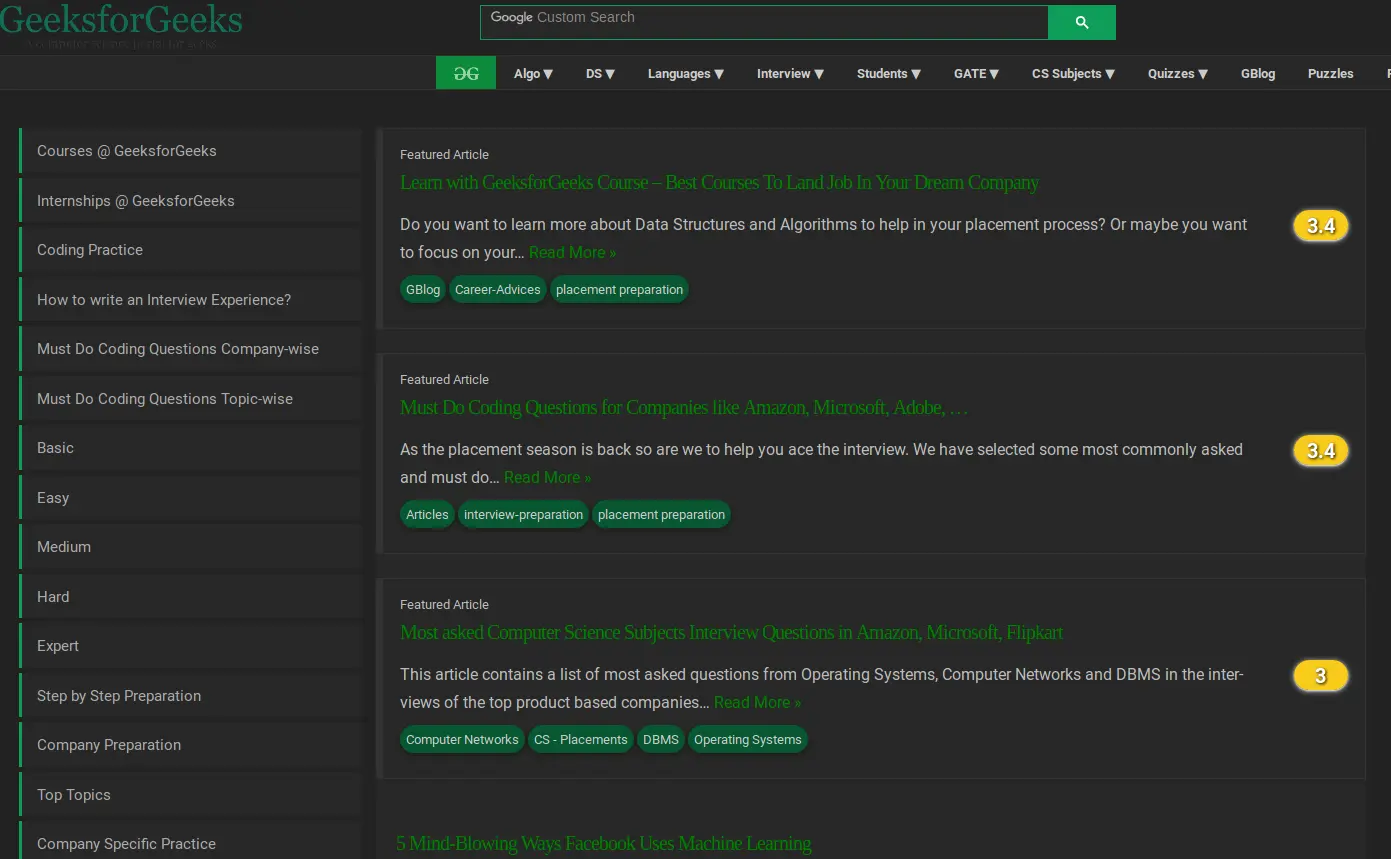 GeeksforGeeks
A computer science portal for geeks
Google Custom Search
GG
Algo ▼
DS ▼
Languages ▼
Interview ▼
Students ▼
GATE ▼
CS Subjects ▼
Quizzes ▼
GBlog
Puzzles
Courses @ GeeksforGeeks
Internships @ GeeksforGeeks
Coding Practice
How to write an Interview Experience?
Must Do Coding Questions Company-wise
Must Do Coding Questions Topic-wise
Basic
Easy
Medium
Hard
Expert
Step by Step Preparation
Company Preparation
Top Topics
Company Specific Practice
Featured Article
Learn with GeeksforGeeks Course – Best Courses To Land Job In Your Dream Company
Do you want to learn more about Data Structures and Algorithms to help in your placement process? Or maybe you want
to focus on your… Read More »
3.4
GBlog
Career-Advices
placement preparation
Featured Article
Must Do Coding Questions for Companies like Amazon, Microsoft, Adobe, …
As the placement season is back so are we to help you ace the interview. We have selected some most commonly asked
and must do… Read More »
3.4
Articles
interview-preparation
placement preparation
Featured Article
Most asked Computer Science Subjects Interview Questions in Amazon, Microsoft, Flipkart
This article contains a list of most asked questions from Operating Systems, Computer Networks and DBMS in the inter-
views of the top product based companies… Read More »
3
Computer Networks
CS - Placements
DBMS
Operating Systems
5 Mind-Blowing Ways Facebook Uses Machine Learning